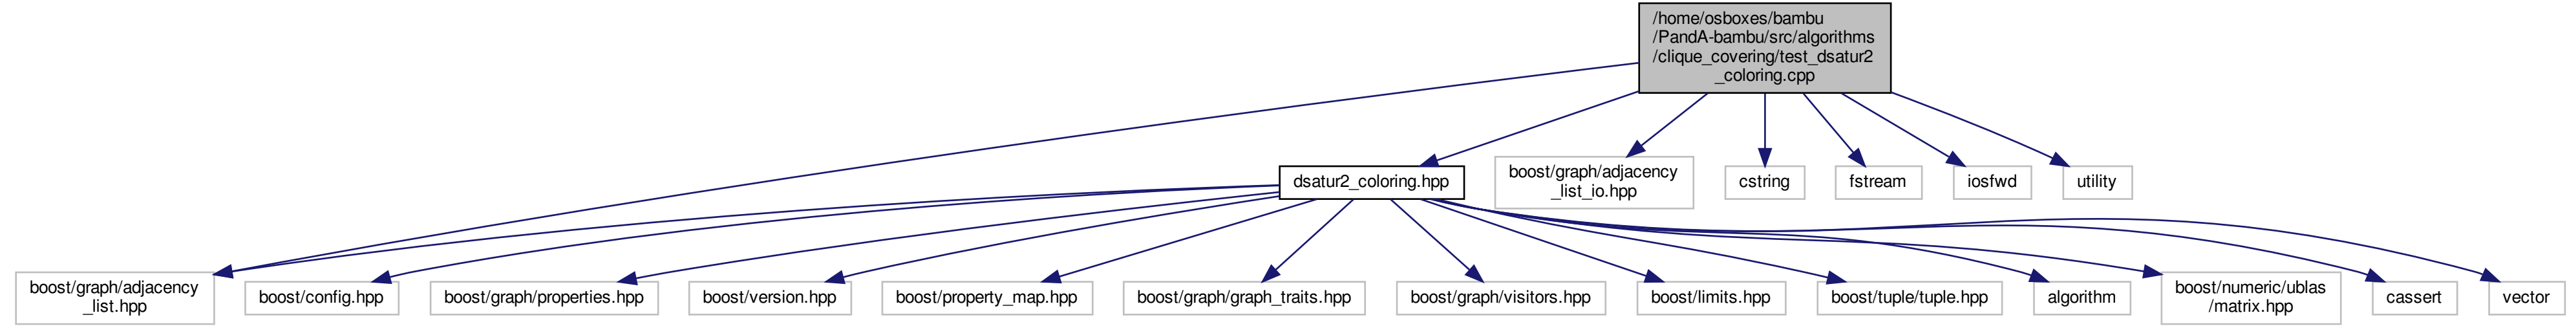 /home/osboxes/bambu
/PandA-bambu/src/algorithms
/clique_covering/test_dsatur2
_coloring.cpp
dsatur2_coloring.hpp
boost/graph/adjacency
_list_io.hpp
cstring
fstream
iosfwd
utility
boost/graph/adjacency
_list.hpp
boost/config.hpp
boost/graph/properties.hpp
boost/version.hpp
boost/property_map.hpp
boost/graph/graph_traits.hpp
boost/graph/visitors.hpp
boost/limits.hpp
boost/tuple/tuple.hpp
algorithm
boost/numeric/ublas
/matrix.hpp
cassert
vector